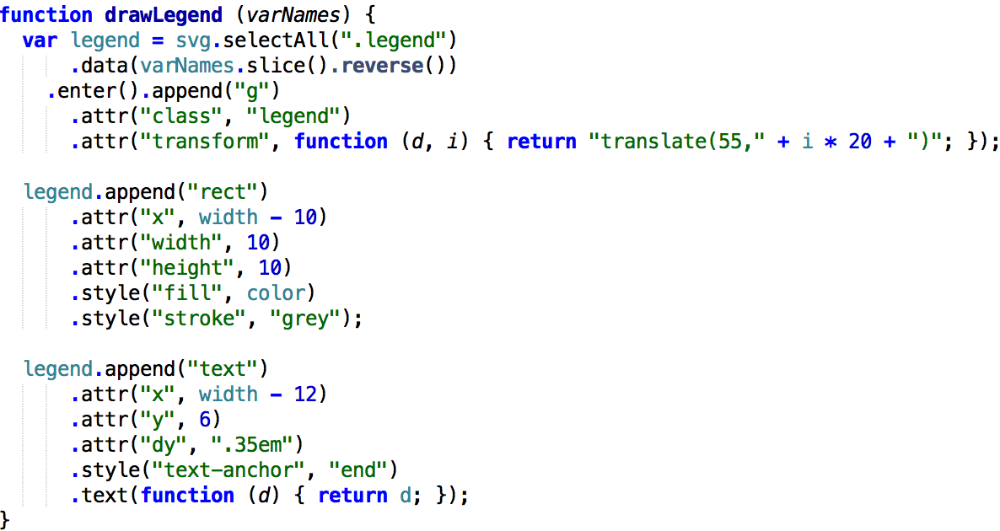 function drawLegend (varNames) {
  var legend = svg.selectAll(".legend")
      .data(varNames.slice().reverse())
    .enter().append("g")
      .attr("class", "legend")
      .attr("transform", function (d, i) { return "translate(55," + i * 20 + ")"; });

  legend.append("rect")
      .attr("x", width - 10)
      .attr("width", 10)
      .attr("height", 10)
      .style("fill", color)
      .style("stroke", "grey");

  legend.append("text")
      .attr("x", width - 12)
      .attr("y", 6)
      .attr("dy", ".35em")
      .style("text-anchor", "end")
      .text(function (d) { return d; });
}